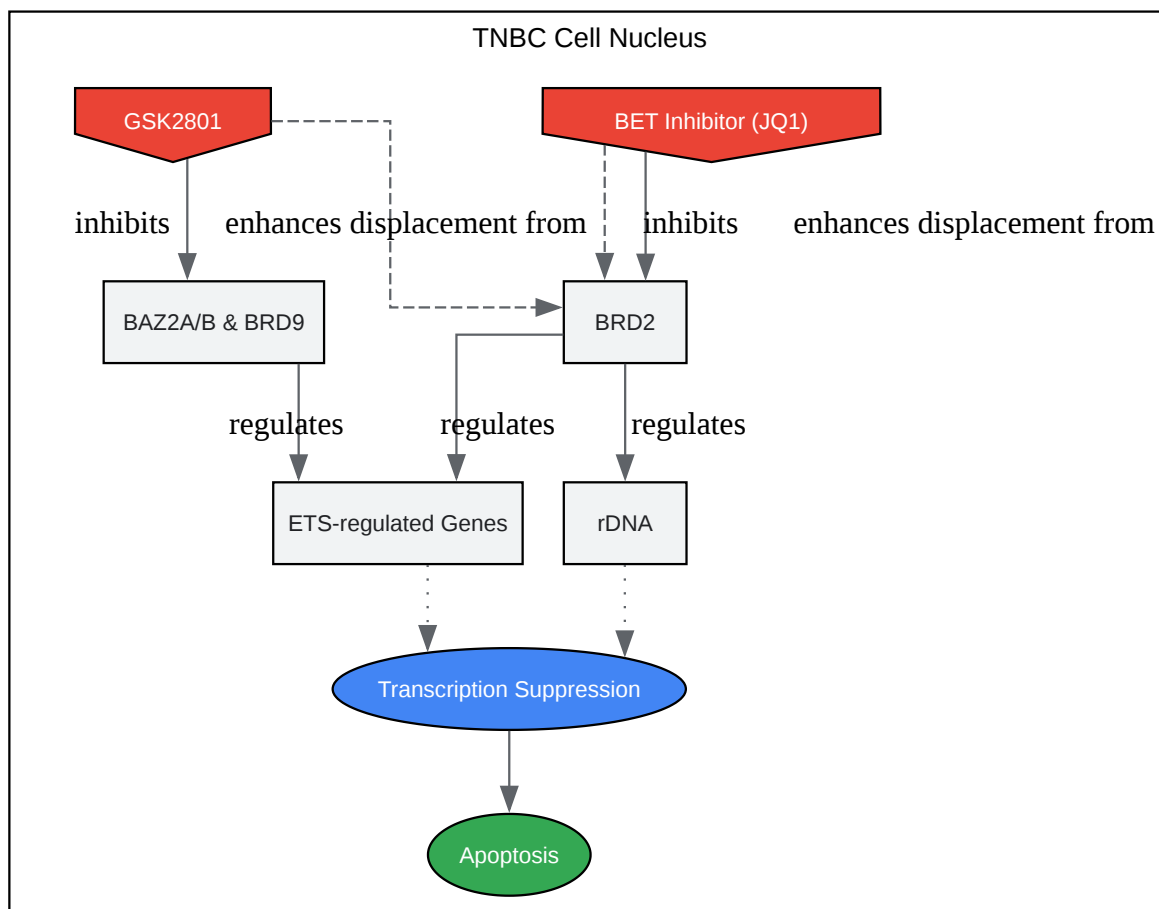 TNBC Cell Nucleus
GSK2801
BET Inhibitor (JQ1)
inhibits
enhances displacement from
inhibits
enhances displacement from
BAZ2A/B & BRD9
BRD2
regulates
regulates
regulates
ETS-regulated Genes
rDNA
Transcription Suppression
Apoptosis